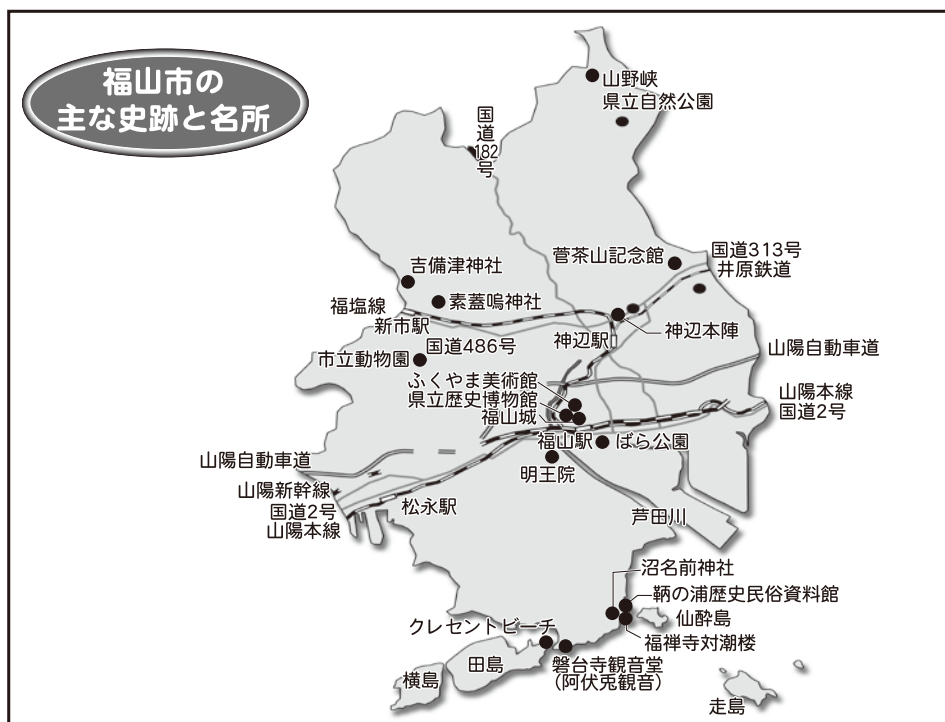 福山市の
主な史跡と名所
山野峡
県立自然公園
国道
182
号
菅茶山記念館
国道313号
井原鉄道
吉備津神社
素蓋嗚神社
福塩線
新市駅
神辺駅
神辺本陣
国道486号
市立動物園
山陽自動車道
ふくやま美術館
県立歴史博物館
福山城
山陽本線
国道2号
福山駅
ばら公園
明王院
山陽自動車道
山陽新幹線
国道2号
山陽本線
松永駅
芦田川
沼名前神社
鞆の浦歴史民俗資料館
仙酔島
福禅寺対潮楼
クレセントビーチ
磐台寺観音堂
(阿伏兎観音)
田島
横島
走島